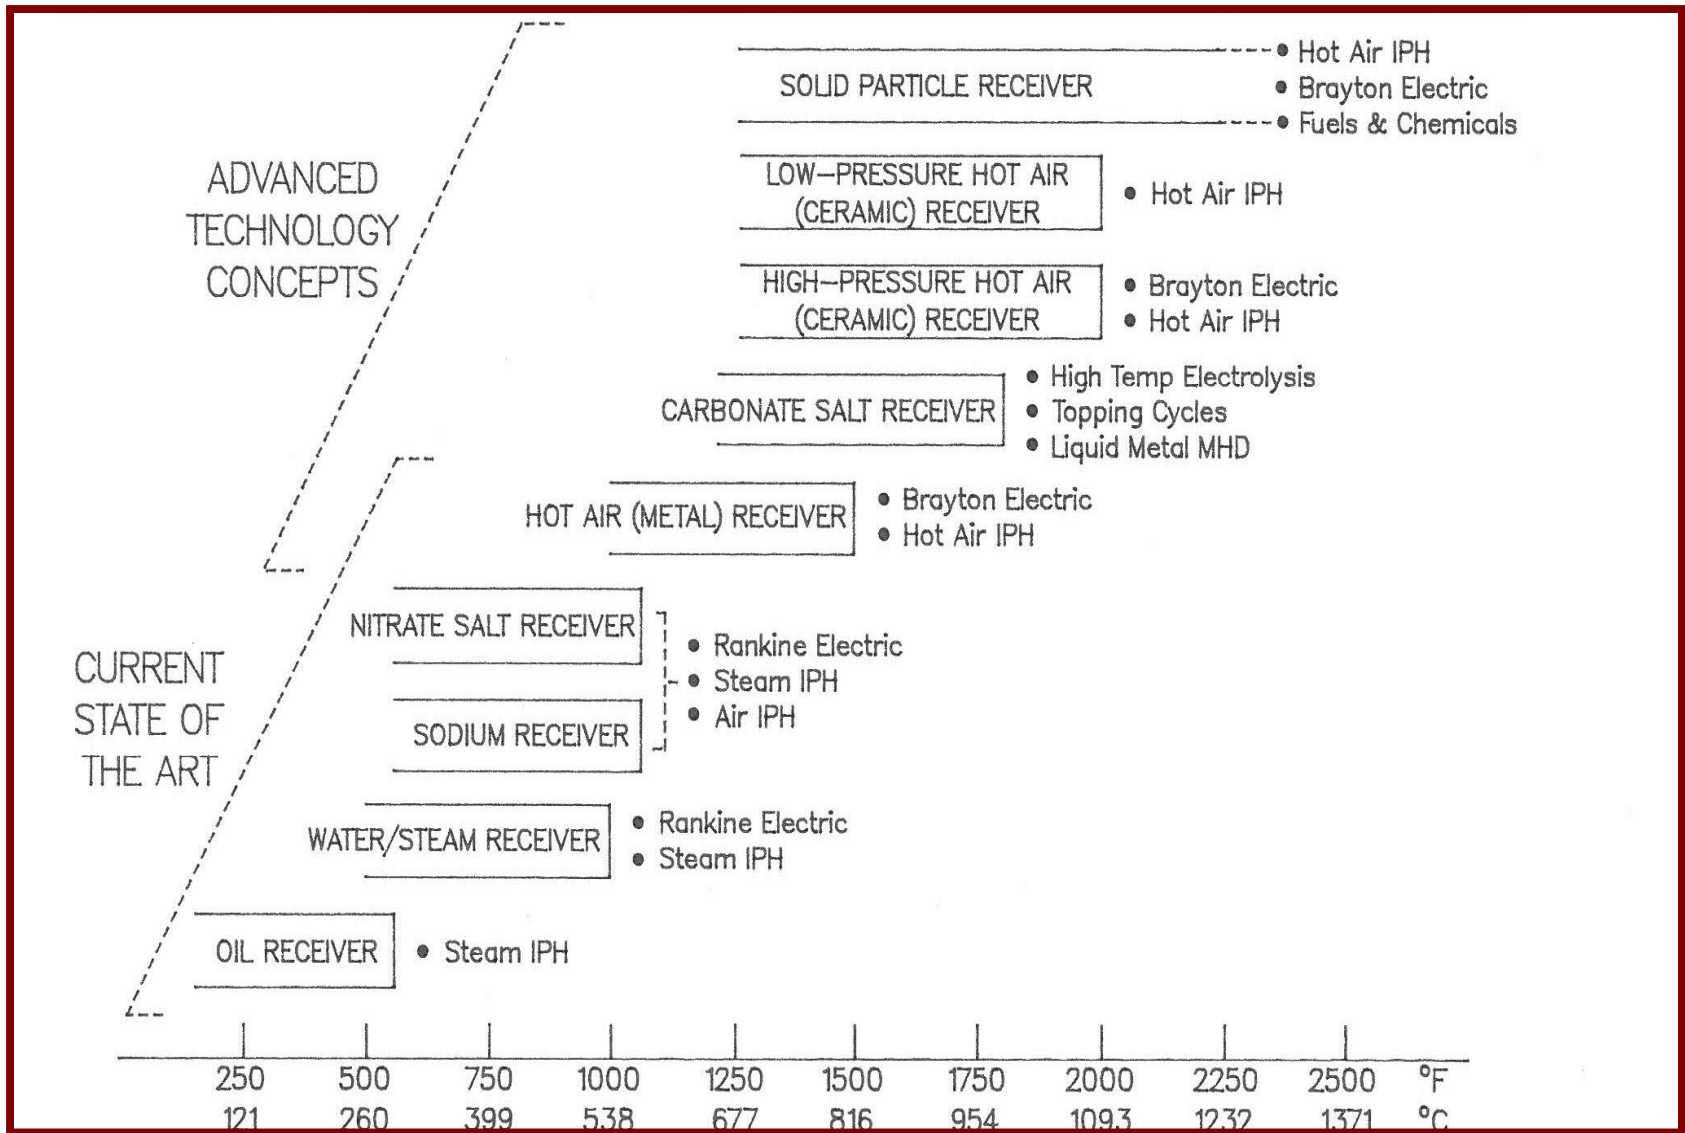 Hot Air IPH
SOLID PARTICLE RECEIVER
Brayton Electric
Fuels & Chemicals
ADVANCED
TECHNOLOGY
CONCEPTS
LOW-PRESSURE HOT AIR
(CERAMIC) RECEIVER
Hot Air IPH
HIGH-PRESSURE HOT AIR
(CERAMIC) RECEIVER
Brayton Electric
Hot Air IPH
CARBONATE SALT RECEIVER
High Temp Electrolysis
Topping Cycles
Liquid Metal MHD
HOT AIR (METAL) RECEIVER
Brayton Electric
Hot Air IPH
CURRENT
STATE OF
THE ART
NITRATE SALT RECEIVER
SODIUM RECEIVER
Rankine Electric
Steam IPH
Air IPH
WATER/STEAM RECEIVER
Rankine Electric
Steam IPH
OIL RECEIVER
Steam IPH
250 500 750 1000 1250 1500 1750 2000 2250 2500 °F
121 260 399 538 677 816 954 1093 1232 1371 °C